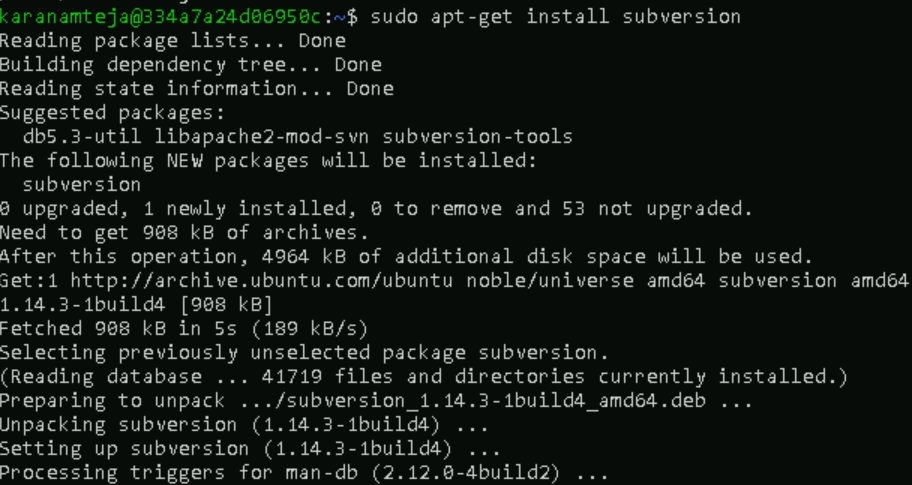 karanamteja@334a7a24d06950c:~$ sudo apt-get install subversion
Reading package lists... Done
Building dependency tree... Done
Reading state information... Done
Suggested packages:
  db5.3-util libapache2-mod-svn subversion-tools
The following NEW packages will be installed:
  subversion
0 upgraded, 1 newly installed, 0 to remove and 53 not upgraded.
Need to get 908 kB of archives.
After this operation, 4964 kB of additional disk space will be used.
Get:1 http://archive.ubuntu.com/ubuntu noble/universe amd64 subversion amd64
1.14.3-1build4 [908 kB]
Fetched 908 kB in 5s (189 kB/s)
Selecting previously unselected package subversion.
(Reading database ... 41719 files and directories currently installed.)
Preparing to unpack .../subversion_1.14.3-1build4_amd64.deb ...
Unpacking subversion (1.14.3-1build4) ...
Setting up subversion (1.14.3-1build4) ...
Processing triggers for man-db (2.12.0-4build2) ...